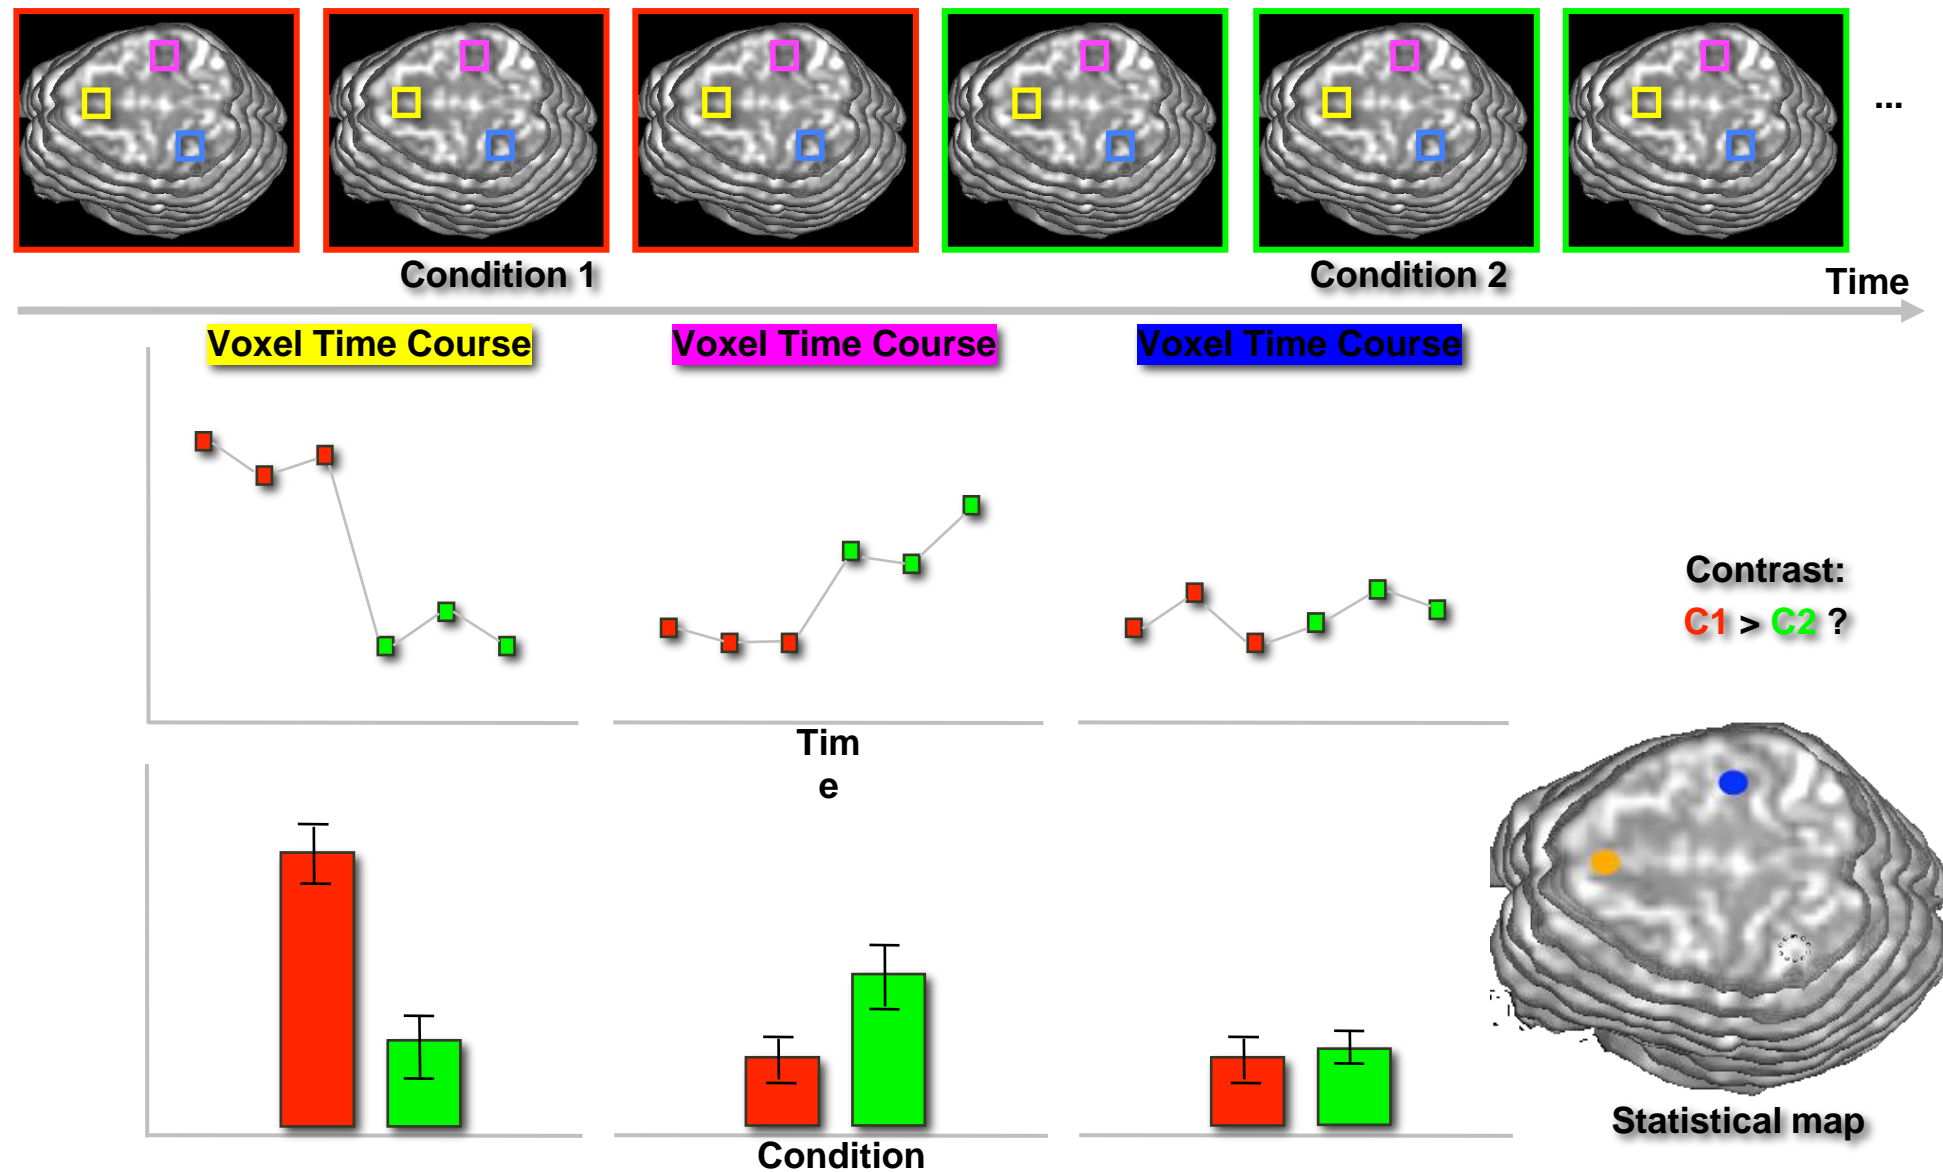 ...
Condition 1
Condition 2
Time
Voxel Time Course
Voxel Time Course
Voxel Time Course
Contrast:
C1 > C2 ?
Tim
e
Statistical map
Condition